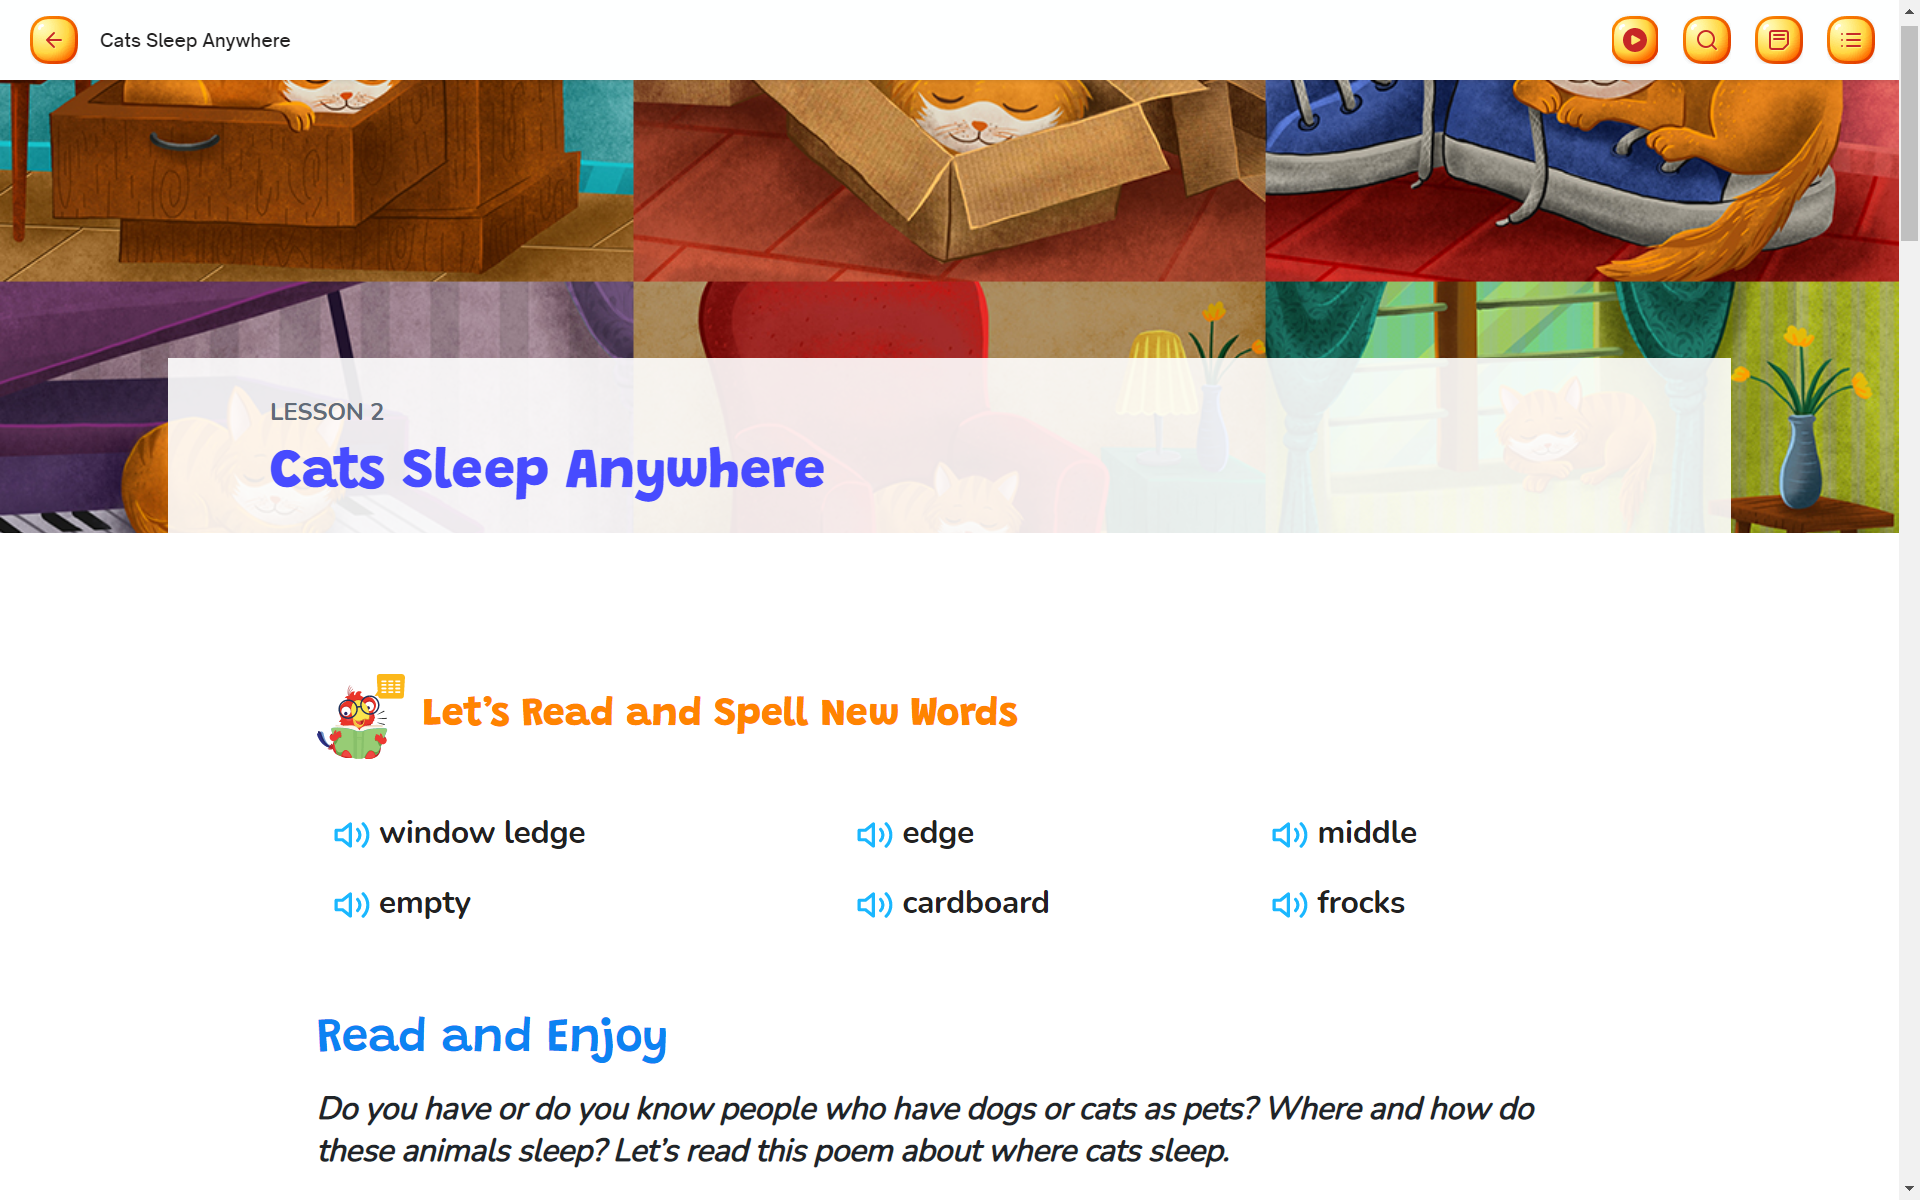 Cats Sleep Anywhere
LESSON 2
Cats Sleep Anywhere
Let’s Read and Spell New Words
window ledge
edge
middle
empty
cardboard
frocks
Read and Enjoy
Do you have or do you know people who have dogs or cats as pets? Where and how do
these animals sleep? Let’s read this poem about where cats sleep.